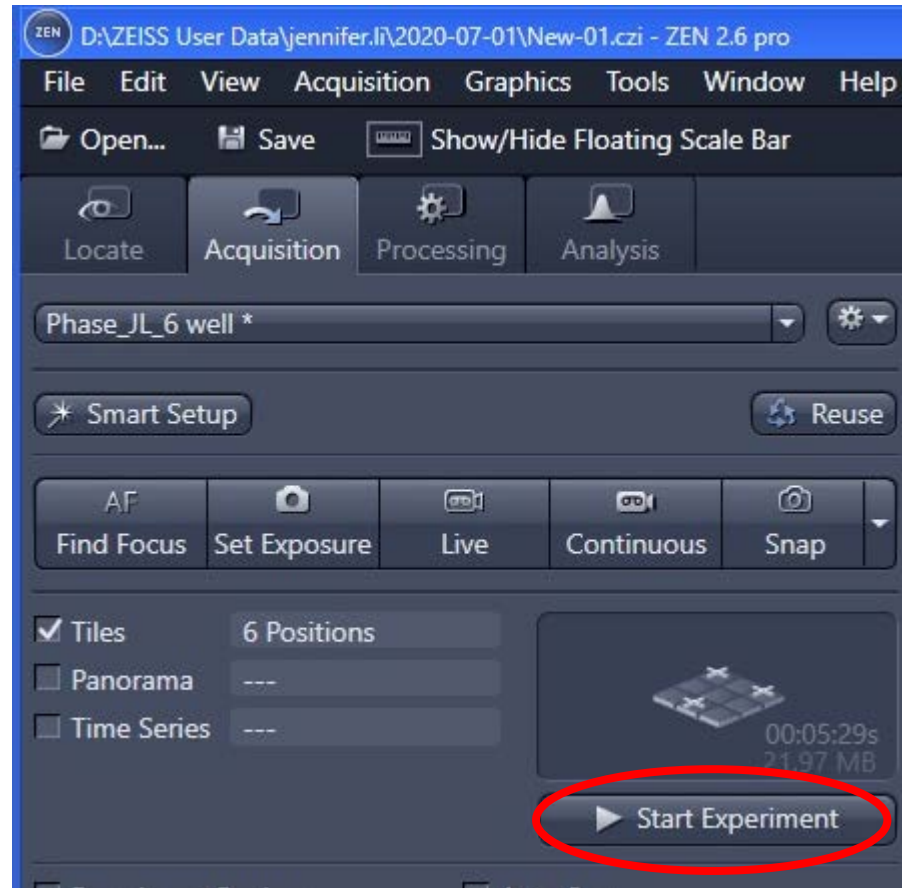 ZEN D:\ZEISS User Data\jennifer.li\2020-07-01\New-01.czi - ZEN 2.6 pro
File Edit View Acquisition Graphics Tools Window Help
Open... Save Show/Hide Floating Scale Bar
Locate Acquisition Processing Analysis
Phase_JL_6 well *
Smart Setup Reuse
AF
Find Focus Set Exposure Live Continuous Snap
Tiles 6 Positions
Panorama ---
Time Series ---
00:05:29s
21.97 MB
Start Experiment